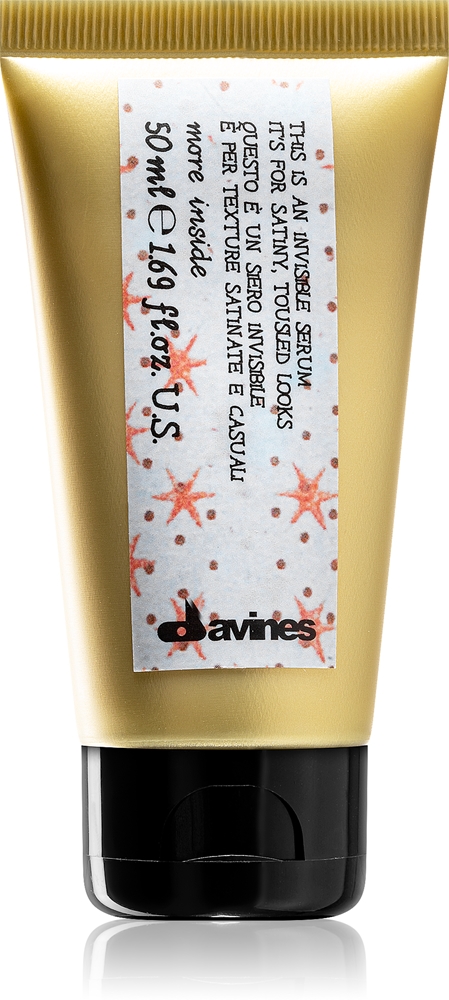 THIS IS AN INVISIBLE SERUM
IT'S FOR SATINY, TOUSLED LOOKS
QUESTO È UN SIERO INVISIBILE
È PER TEXTURE SATINATE E CASUALI
more inside
50 ml ℮ 1.69 fl.oz. U.S.
davines